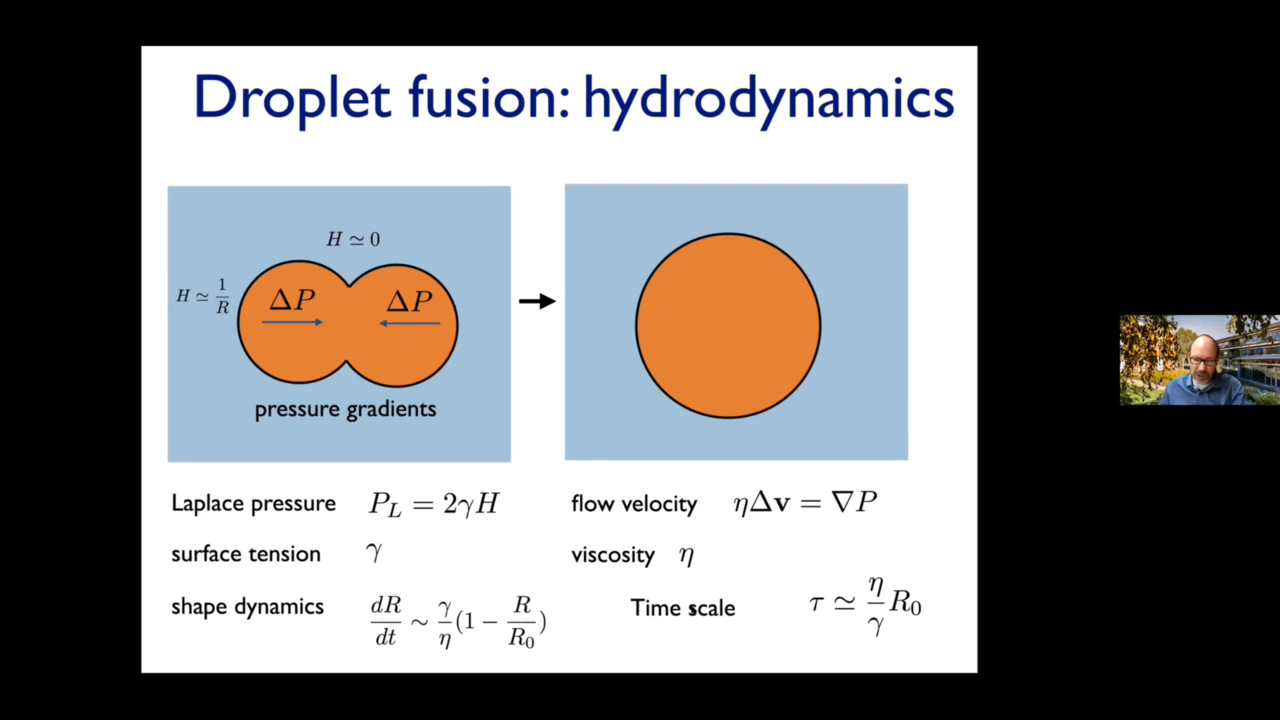 Droplet fusion: hydrodynamics
H ≃ 0
H ≃ 1/R
ΔP ΔP
pressure gradients
Laplace pressure P_L = 2γH
surface tension γ
shape dynamics dR/dt ∼ γ/η (1 − R/R_0)
flow velocity ηΔv = ∇P
viscosity η
Time scale τ ≃ η/γ R_0